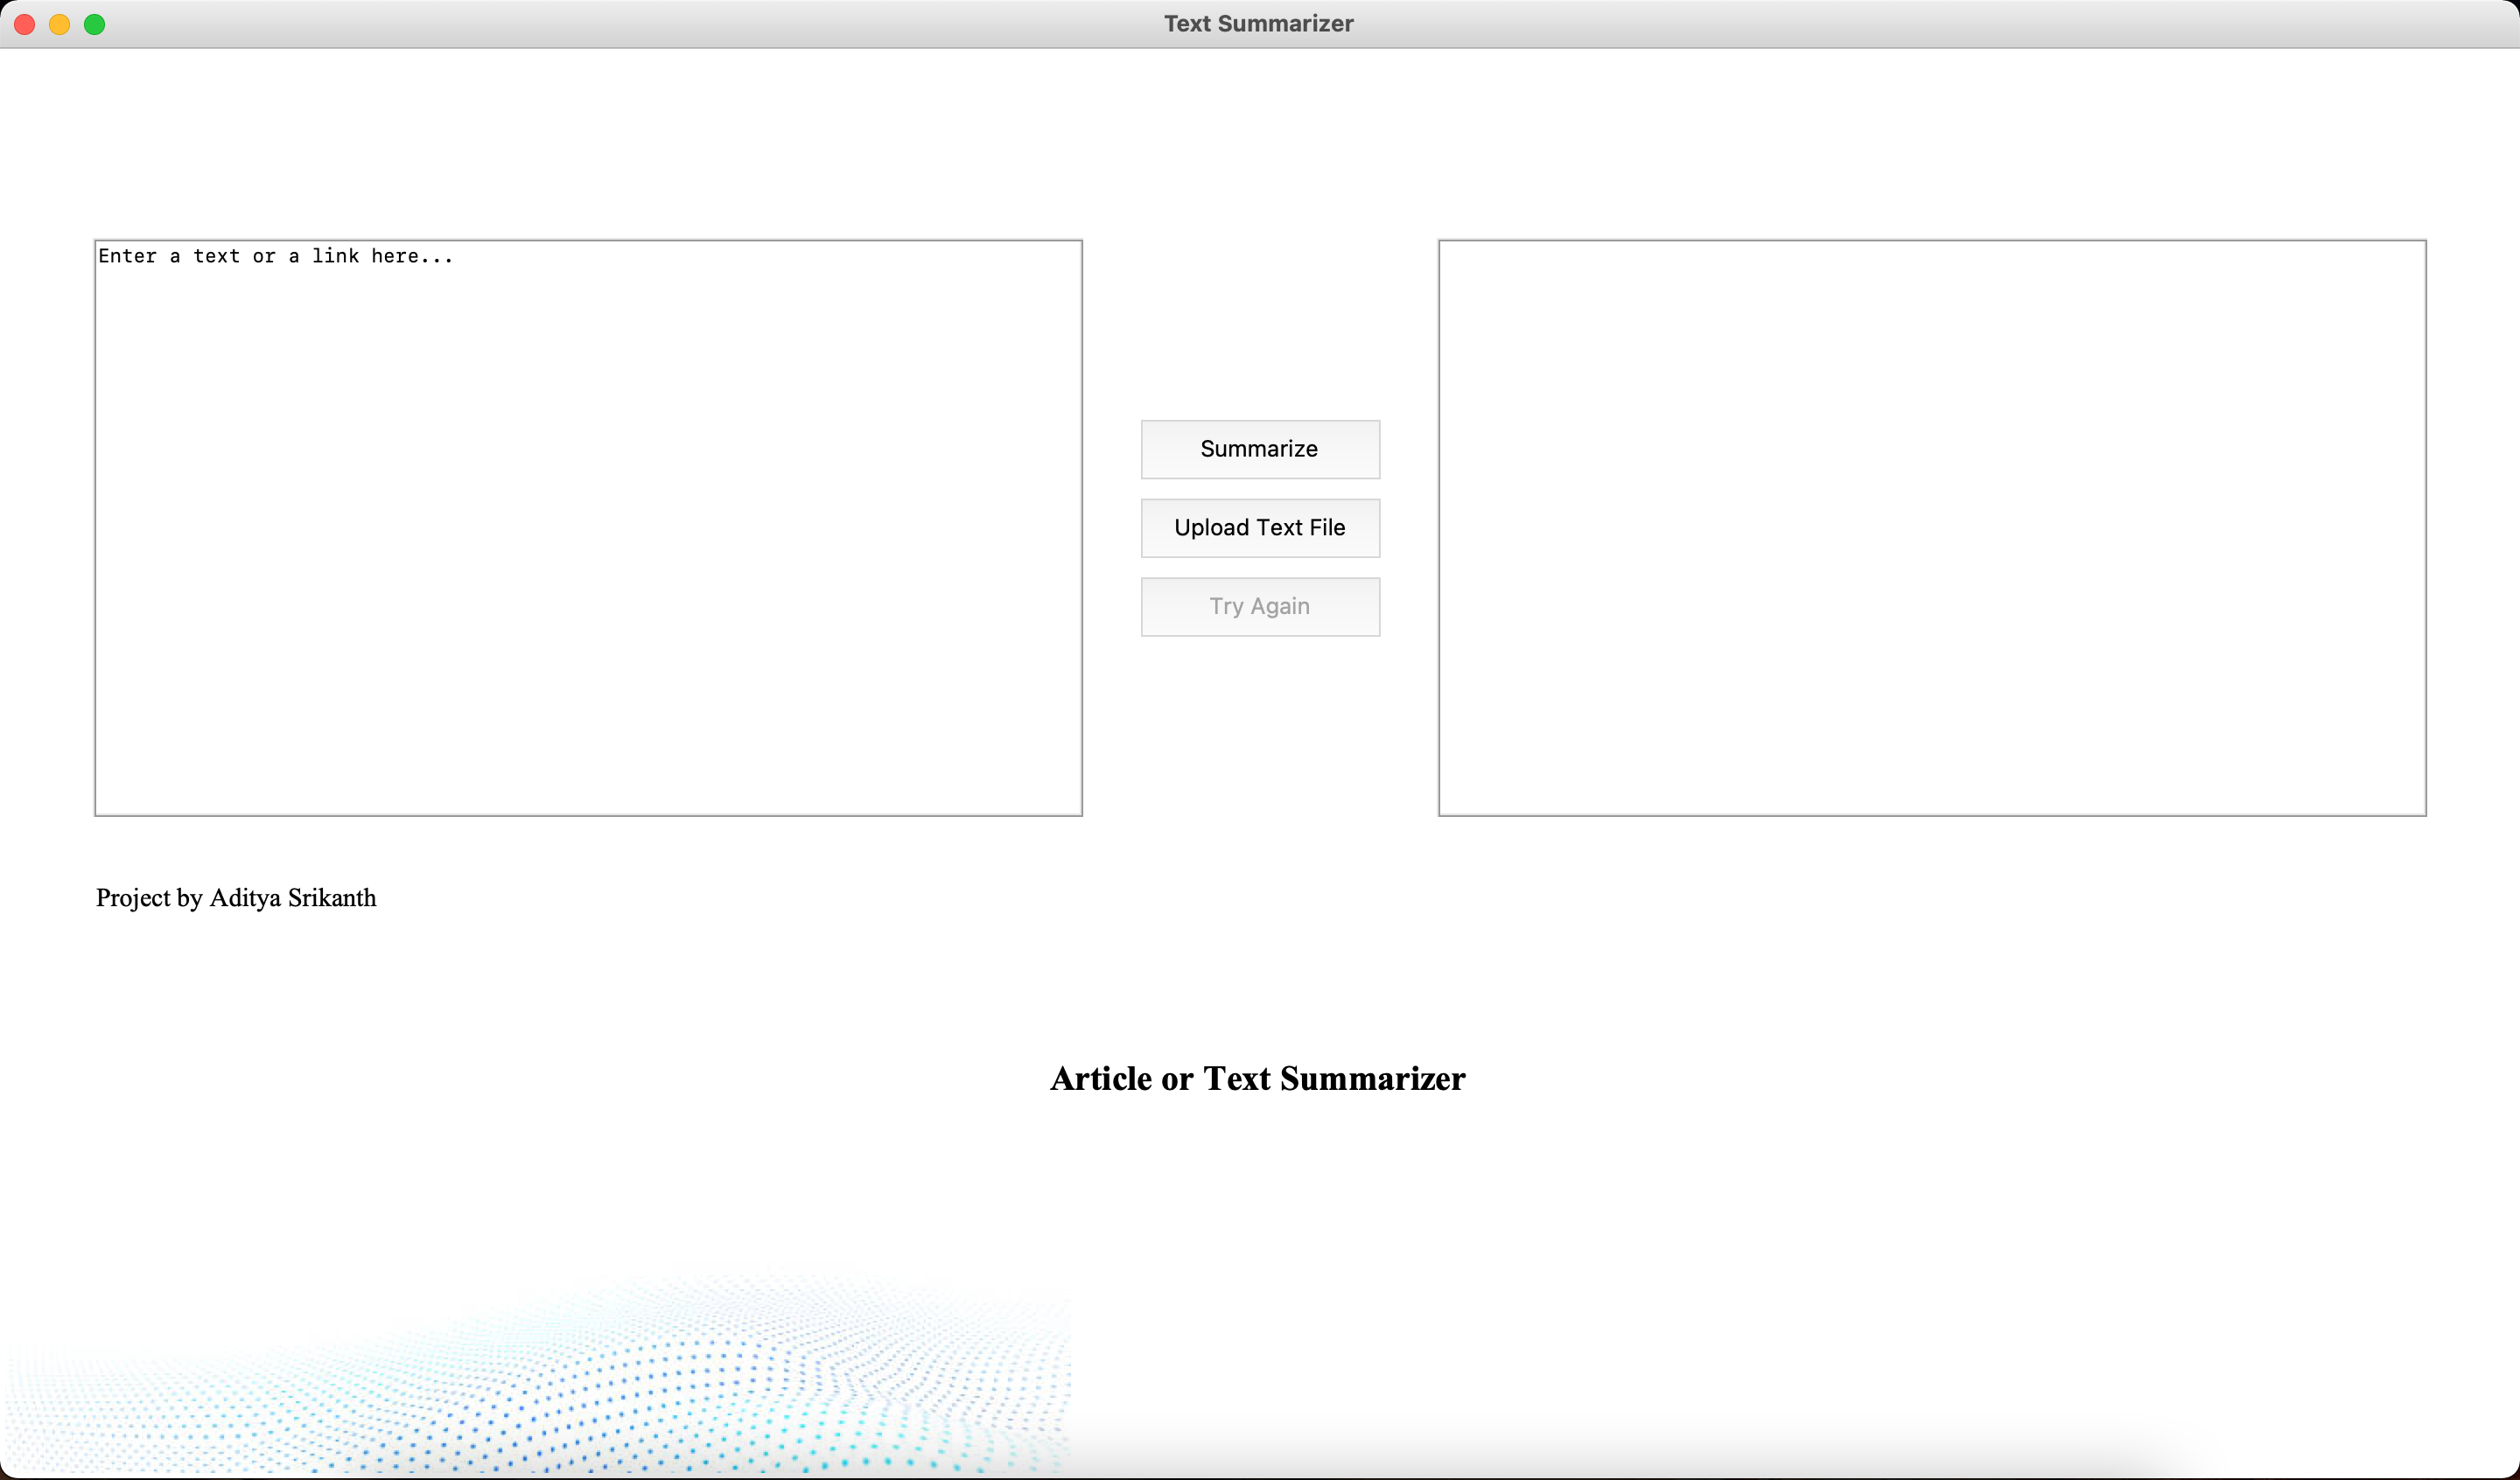 Text Summarizer
Enter a text or a link here...
Summarize
Upload Text File
Try Again
Project by Aditya Srikanth
Article or Text Summarizer